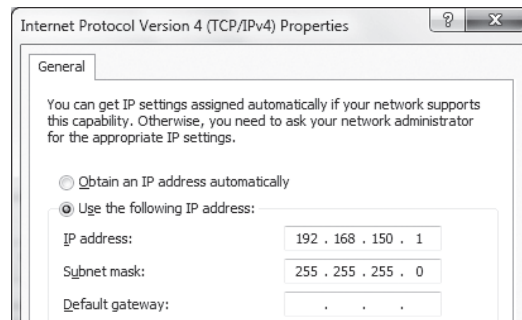 Internet Protocol Version 4 (TCP/IPv4) Properties
General
You can get IP settings assigned automatically if your network supports
this capability. Otherwise, you need to ask your network administrator
for the appropriate IP settings.
Obtain an IP address automatically
Use the following IP address:
IP address: 192 . 168 . 150 . 1
Subnet mask: 255 . 255 . 255 . 0
Default gateway: . . .